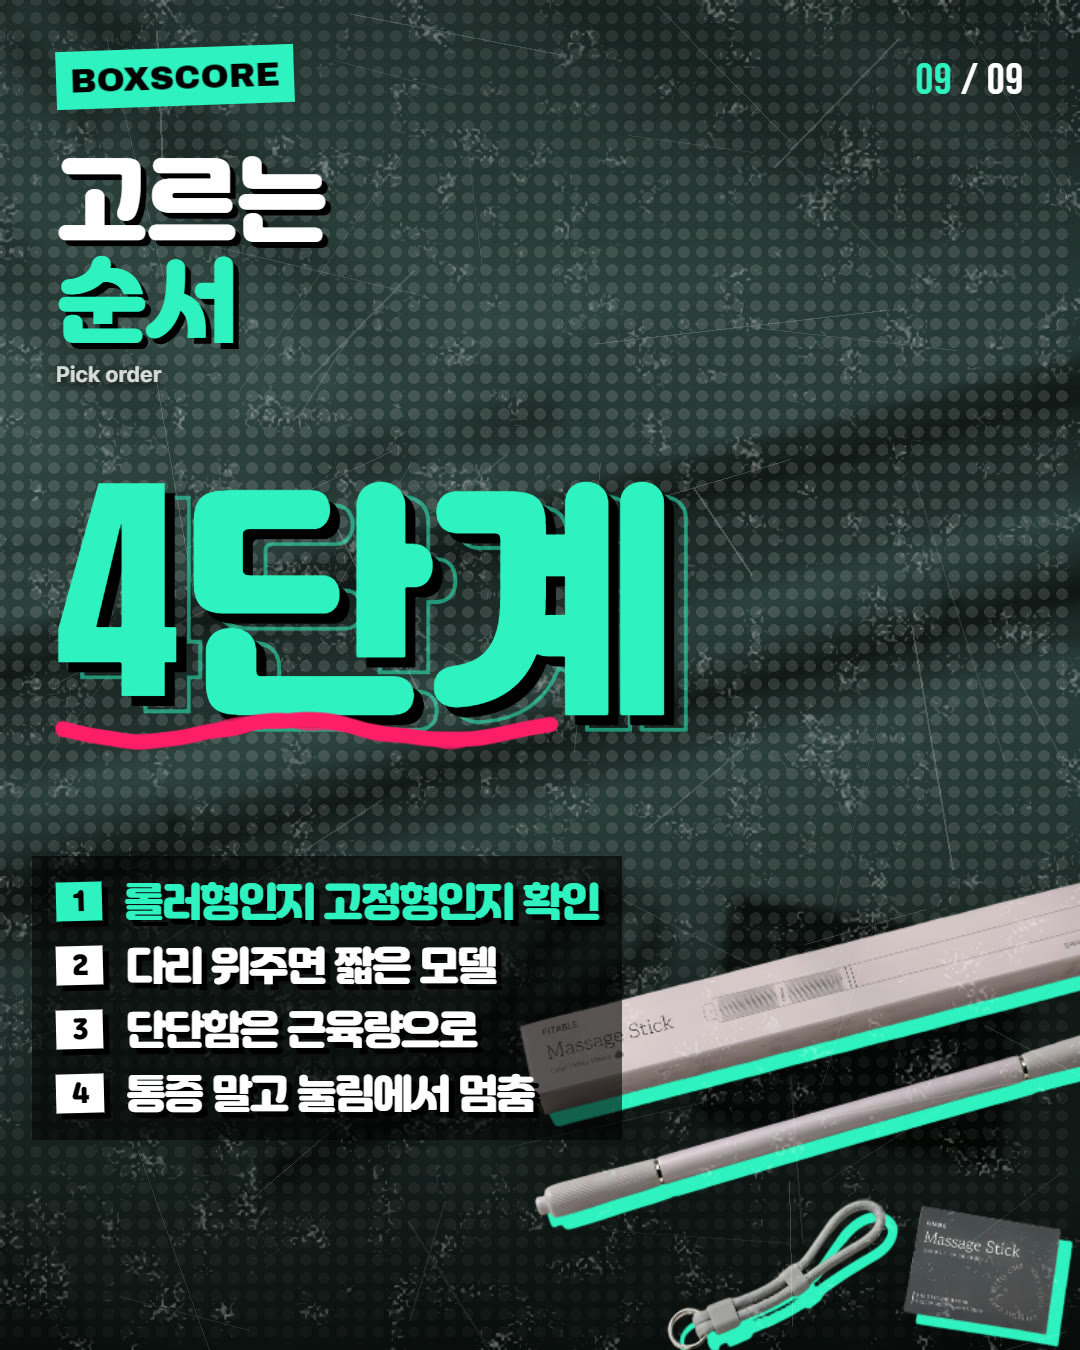 BOXSCORE
09 / 09
고르는
순서
Pick order
4단계
1 롤러형인지 고정형인지 확인
2 다리 위주면 짧은 모델
3 단단함은 근육량으로
4 통증 말고 눌림에서 멈춤
FITABLE
Massage Stick
FITABLE
Massage Stick